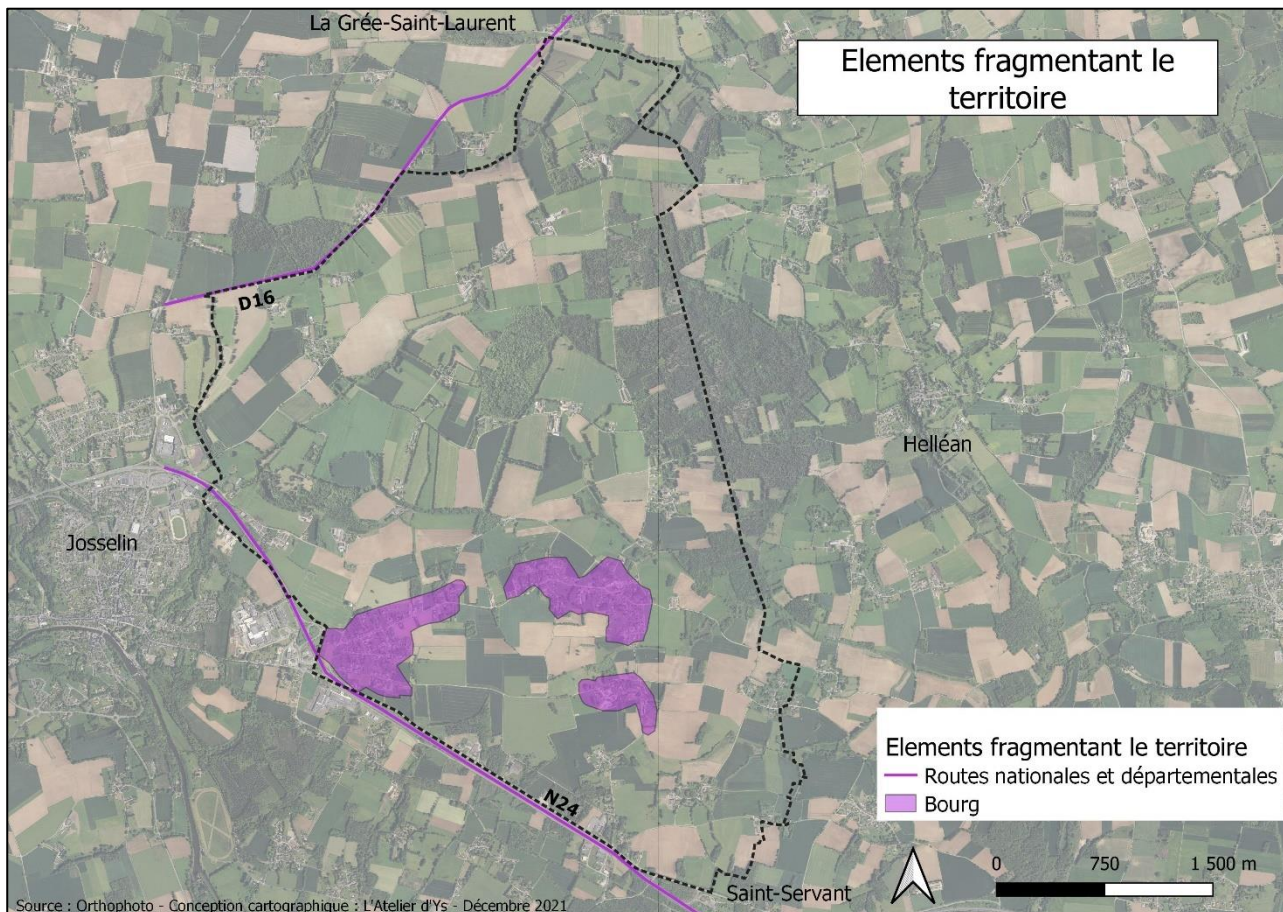 La Grée-Saint-Laurent
Elements fragmentant le
territoire
D16
Helléan
Josselin
N24
Elements fragmentant le territoire
Routes nationales et départementales
Bourg
0 750 1 500 m
Saint-Servant
Source : Orthophoto - Conception cartographique : L'Atelier d'Ys - Décembre 2021